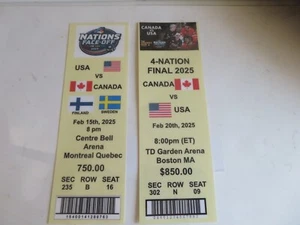 NATIONS
FACE-OFF
USA
VS
CANADA
FINLAND SWEDEN
Feb 15th, 2025
8 pm
Centre Bell
Arena
Montreal Quebec
750.00
SEC ROW SEAT
235 B 16
CANADA
vs
USA
4-NATION
FINAL 2025
CANADA
VS
USA
Feb 20th, 2025
8:00pm (ET)
TD Garden Arena
Boston MA
$850.00
SEC ROW SEAT
302 N 09